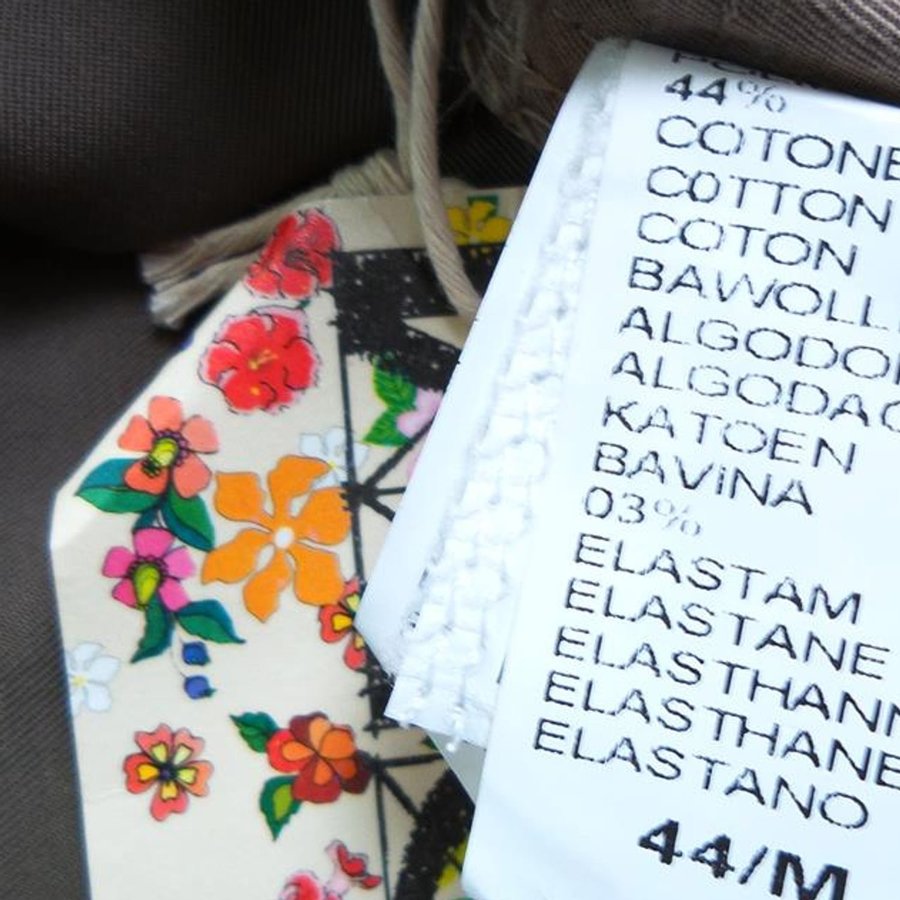 44%
COTONE
COTTON
COTON
BAWOLL
ALGODO
ALGODA
KATOEN
BAVINA
03%
ELASTAM
ELASTANE
ELASTHANN
ELASTHANE
ELASTANO
44/M